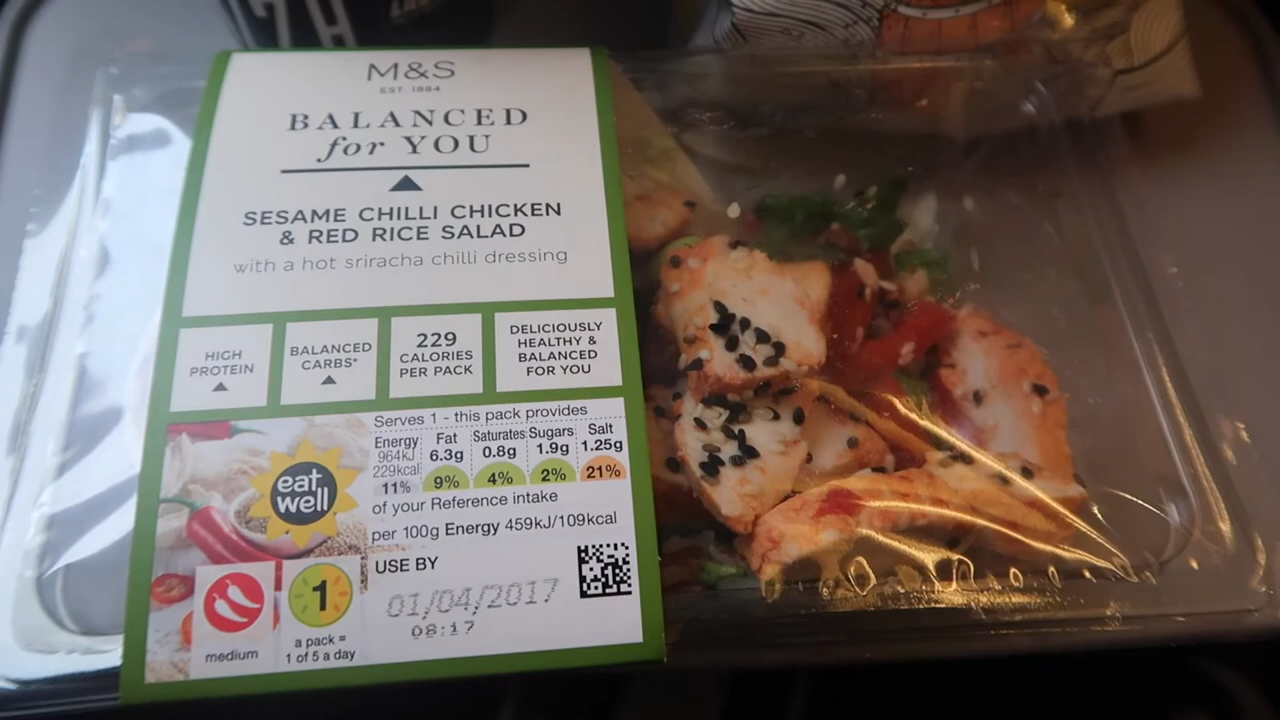 M&S
EST. 1884
BALANCED
for YOU
SESAME CHILLI CHICKEN
& RED RICE SALAD
with a hot sriracha chilli dressing
HIGH
PROTEIN
BALANCED
CARBS*
229
CALORIES
PER PACK
DELICIOUSLY
HEALTHY &
BALANCED
FOR YOU
Serves 1 - this pack provides
Energy Fat Saturates Sugars Salt
964kJ 6.3g 0.8g 1.9g 1.25g
229kcal
11% 9% 4% 2% 21%
of your Reference intake
per 100g Energy 459kJ/109kcal
eat
well
USE BY
01/04/2017
08:17
medium
1
a pack =
1 of 5 a day